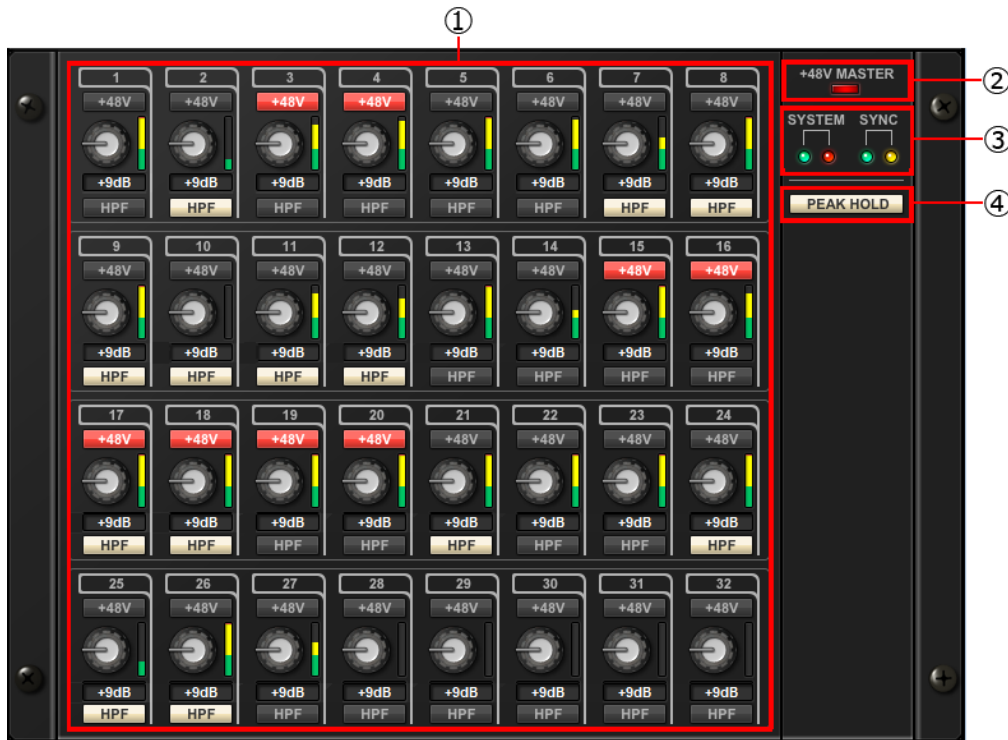 ①
1 2 3 4 5 6 7 8
+48V +48V +48V +48V +48V +48V +48V +48V
+9dB +9dB +9dB +9dB +9dB +9dB +9dB +9dB
HPF HPF HPF HPF HPF HPF HPF HPF
9 10 11 12 13 14 15 16
+48V +48V +48V +48V +48V +48V +48V +48V
+9dB +9dB +9dB +9dB +9dB +9dB +9dB +9dB
HPF HPF HPF HPF HPF HPF HPF HPF
17 18 19 20 21 22 23 24
+48V +48V +48V +48V +48V +48V +48V +48V
+9dB +9dB +9dB +9dB +9dB +9dB +9dB +9dB
HPF HPF HPF HPF HPF HPF HPF HPF
25 26 27 28 29 30 31 32
+48V +48V +48V +48V +48V +48V +48V +48V
+9dB +9dB +9dB +9dB +9dB +9dB +9dB +9dB
HPF HPF HPF HPF HPF HPF HPF HPF
+48V MASTER ②
SYSTEM SYNC ③
PEAK HOLD ④